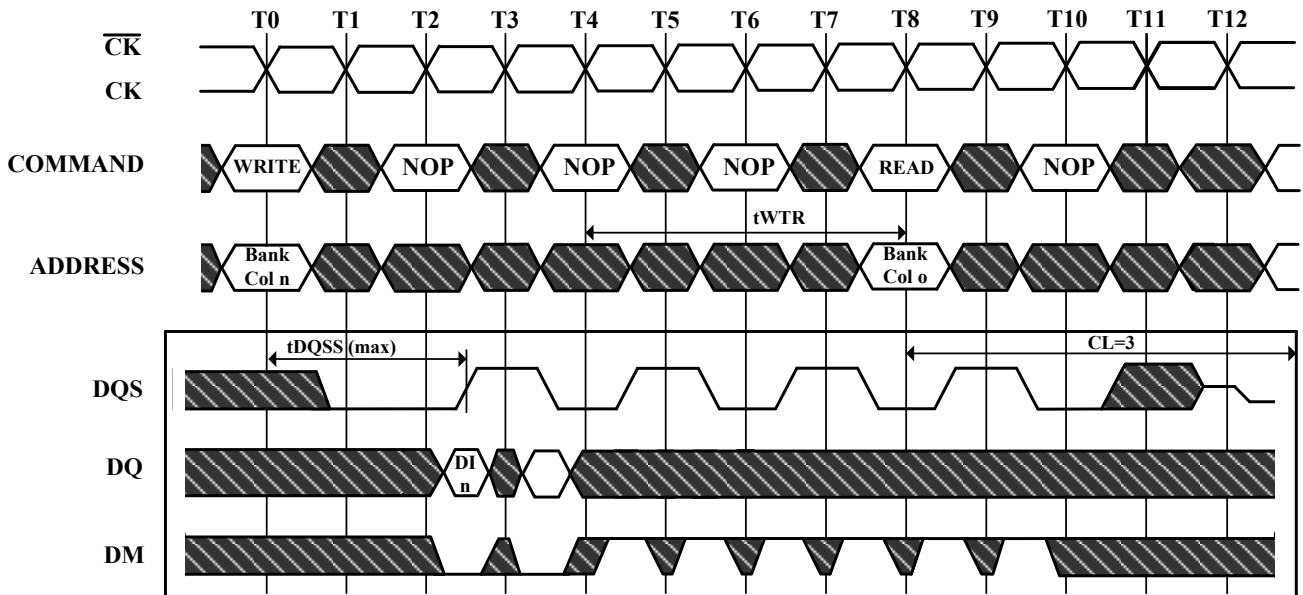 T0 T1 T2 T3 T4 T5 T6 T7 T8 T9 T10 T11 T12
CK
CK
COMMAND WRITE NOP NOP NOP READ NOP
tWTR
ADDRESS Bank Col n Bank Col o
tDQSS (max) CL=3
DQS
DQ DI n
DM